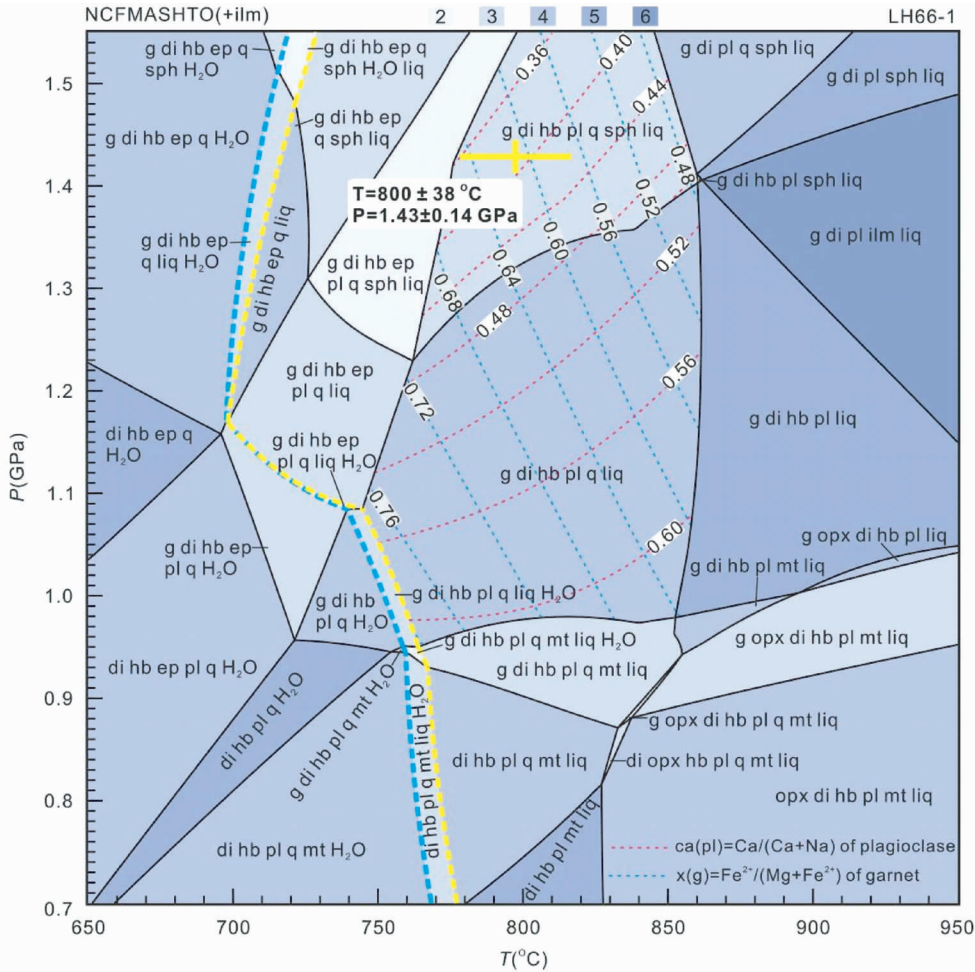 NCFMASHTO(+ilm)
2 3 4 5 6
LH66-1
g di hb ep q
sph H₂O
g di hb ep q
sph H₂O liq
g di pl q sph liq
g di pl sph liq
0.36
0.40
0.44
g di hb ep
q sph liq
g di hb ep q H₂O
g di hb pl q sph liq
0.48
g di hb pl sph liq
T=800 ± 38 °C
P=1.43±0.14 GPa
0.52
0.56
0.60
0.64
0.68
g di hb ep
q liq H₂O
g di hb ep q liq
g di hb ep
pl q sph liq
g di pl ilm liq
0.52
0.48
0.56
0.72
g di hb ep
pl q liq
g di hb pl liq
di hb ep q
H₂O
g di hb ep
pl q liq H₂O
g di hb pl q liq
0.76
0.60
g di hb ep
pl q H₂O
g opx di hb pl liq
g di hb pl mt liq
g di hb pl q liq H₂O
g di hb
pl q H₂O
g di hb pl q mt liq H₂O
g opx di hb pl mt liq
di hb ep pl q H₂O
g di hb pl q mt liq
di hb pl q H₂O
g di hb pl q mt H₂O
di hb pl q mt liq H₂O
g opx di hb pl q mt liq
di hb pl q mt liq
di opx hb pl q mt liq
opx di hb pl mt liq
di hb pl q mt H₂O
di hb pl mt liq
ca(pl)=Ca/(Ca+Na) of plagioclase
x(g)=Fe²⁺/(Mg+Fe²⁺) of garnet
P(GPa)
1.5
1.4
1.3
1.2
1.1
1.0
0.9
0.8
0.7
650 700 750 800 850 900 950
T(°C)